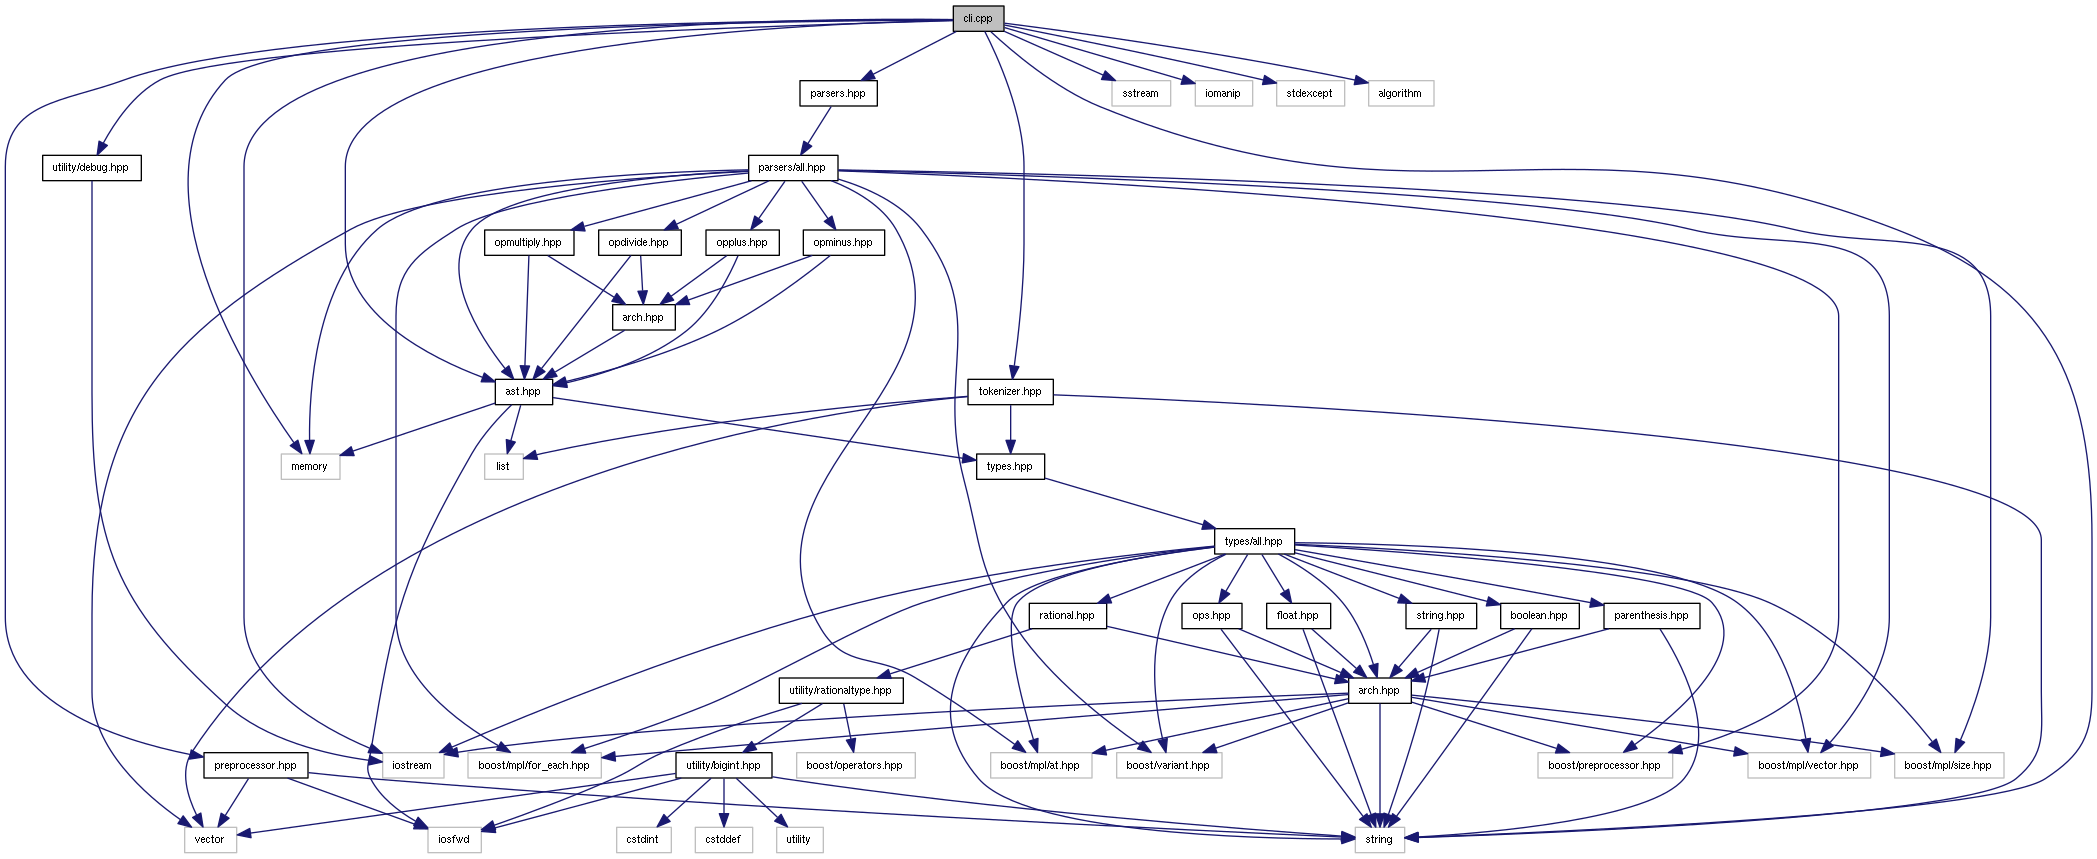 cli.cpp
parsers.hpp
sstream
iomanip
stdexcept
algorithm
utility/debug.hpp
parsers/all.hpp
opmultiply.hpp
opdivide.hpp
opplus.hpp
opminus.hpp
arch.hpp
ast.hpp
tokenizer.hpp
memory
list
types.hpp
types/all.hpp
rational.hpp
ops.hpp
float.hpp
string.hpp
boolean.hpp
parenthesis.hpp
utility/rationaltype.hpp
arch.hpp
preprocessor.hpp
iostream
boost/mpl/for_each.hpp
utility/bigint.hpp
boost/operators.hpp
boost/mpl/at.hpp
boost/variant.hpp
boost/preprocessor.hpp
boost/mpl/vector.hpp
boost/mpl/size.hpp
vector
iosfwd
cstdint
cstddef
utility
string